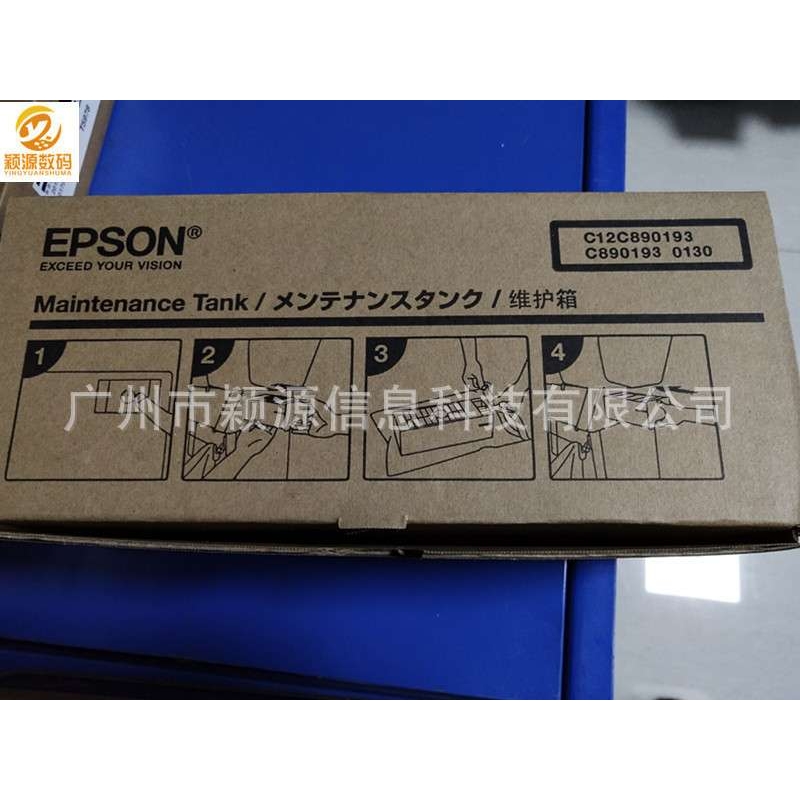 颖源数码
YINGYUANSHUMA
EPSON®
EXCEED YOUR VISION
C12C890193
C890193 0130
Maintenance Tank / メンテナンスタンク / 维护箱
1 2 3 4
广州市颖源信息科技有限公司